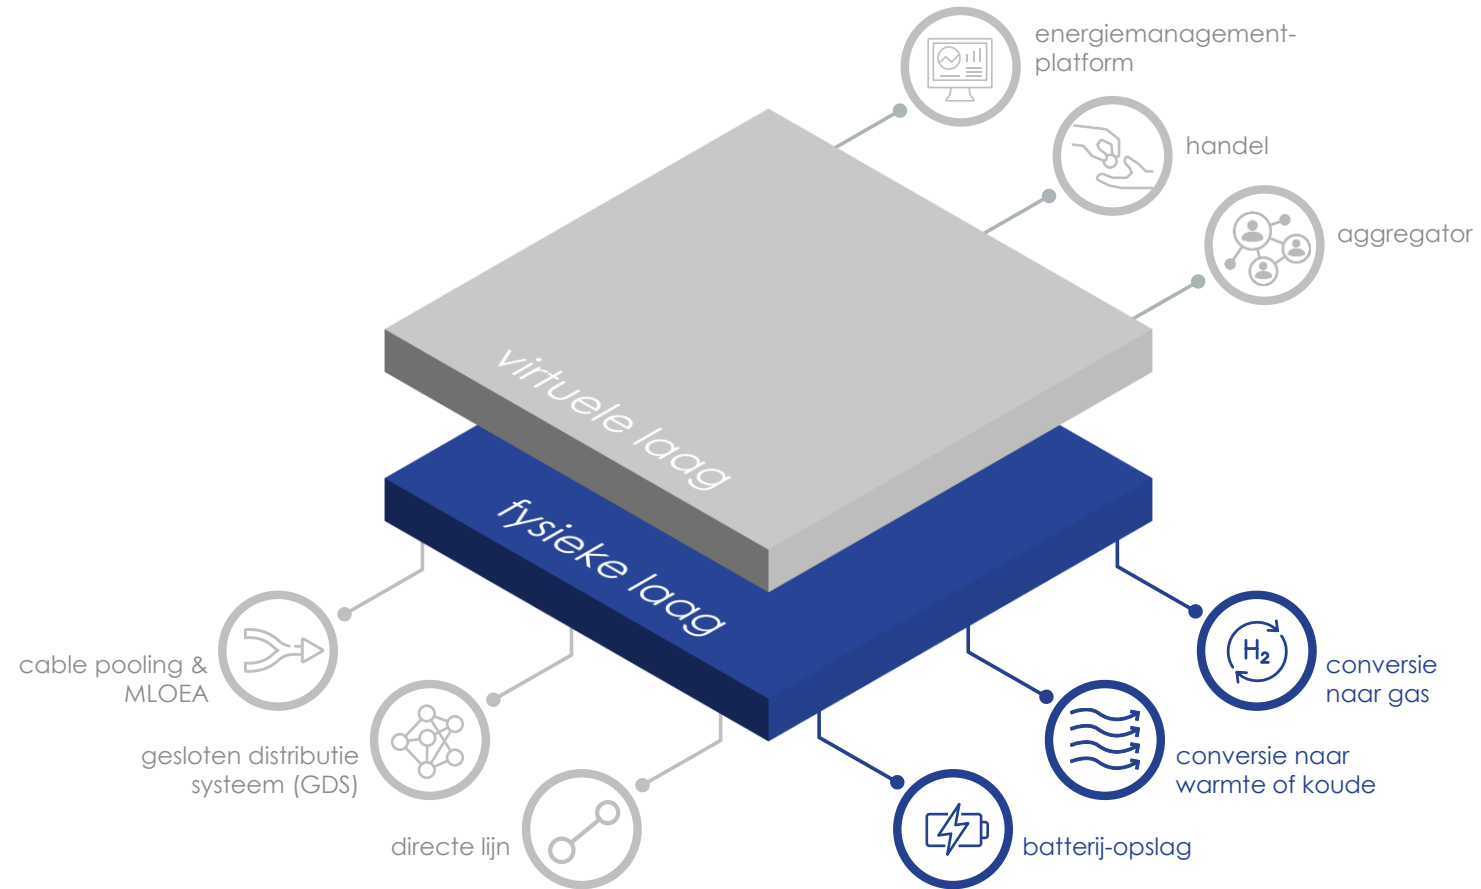 energiemanagement-
platform
handel
aggregator
virtuele laag
fysieke laag
cable pooling &
MLOEA
gesloten distributie
systeem (GDS)
directe lijn
H₂
conversie
naar gas
conversie naar
warmte of koude
batterij-opslag